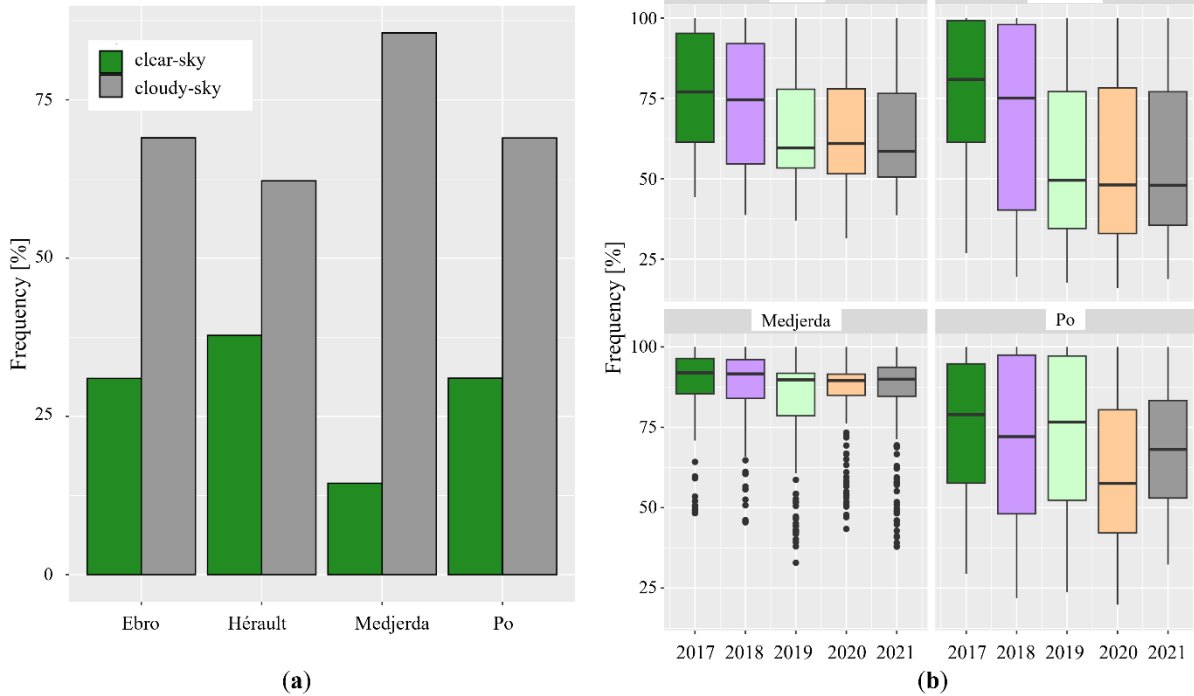 clear-sky
cloudy-sky
Frequency [%]
75
50
25
0
Ebro
Hérault
Medjerda
Po
(a)
Frequency [%]
100
75
50
25
Medjerda
Po
100
75
50
25
2017
2018
2019
2020
2021
2017
2018
2019
2020
2021
(b)